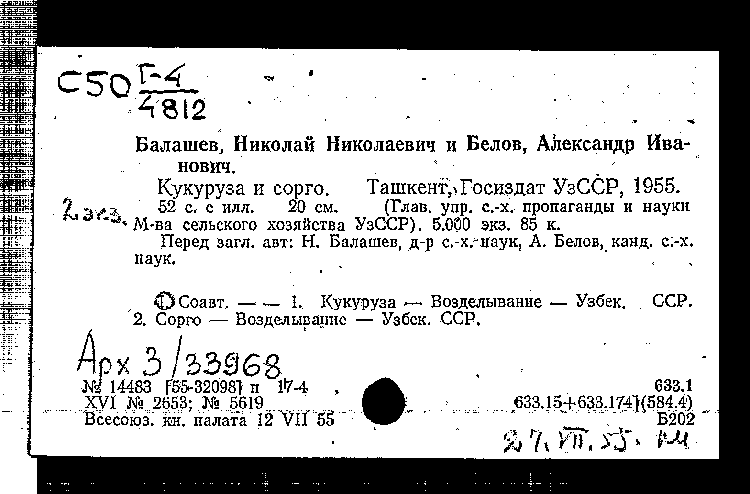 С50 Г-4
4812
Балашев, Николай Николаевич и Белов, Александр Ива-
нович.
Кукуруза и сорго. Ташкент, Госиздат УзССР, 1955.
52 с. с илл. 20 см. (Глав. упр. с.-х. пропаганды и науки
2 экз.
М-ва сельского хозяйства УзССР). 5.000 экз. 85 к.
Перед загл. авт: Н. Балашев, д-р с.-х. наук, А. Белов, канд. с.-х.
наук.
I Соавт. — — 1. Кукуруза — Возделывание — Узбек. ССР.
2. Сорго — Возделывание — Узбек. ССР.
Арх 3/33968
№ 14483 [55-32098] п 17-4 633.1
XVI № 2653; № 5619 633.15+633.174](584.4)
Всесоюз. кн. палата 12 VII 55 Б202
27.VII.55.